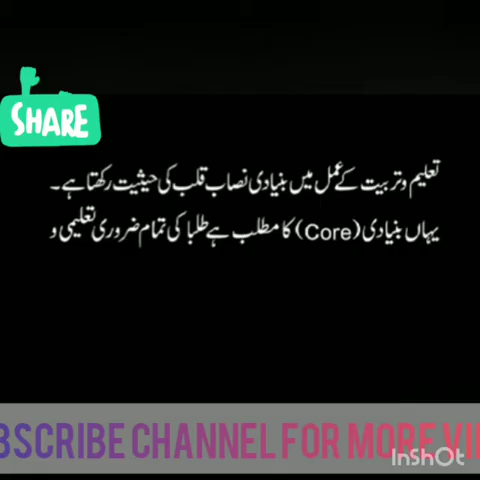 SHARE
تعلیم و تربیت کے عمل میں بنیادی نصاب قلب کی حیثیت رکھتا ہے۔
یہاں بنیادی (Core) کا مطلب ہے طلبا کی تمام ضروری تعلیمی و
BSCRIBE CHANNEL FOR MORE VI
InShOt